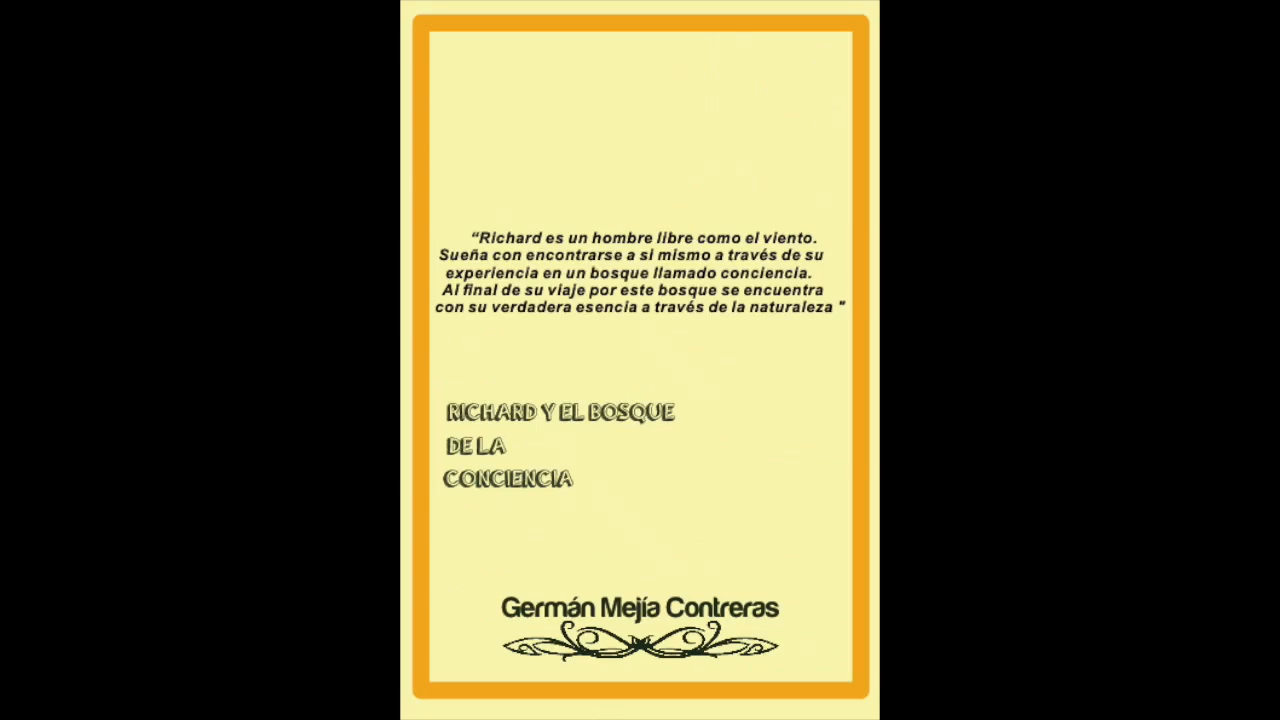 “Richard es un hombre libre como el viento.
Sueña con encontrarse a si mismo a través de su
experiencia en un bosque llamado conciencia.
Al final de su viaje por este bosque se encuentra
con su verdadera esencia a través de la naturaleza "
RICHARD Y EL BOSQUE
DE LA
CONCIENCIA
Germán Mejía Contreras